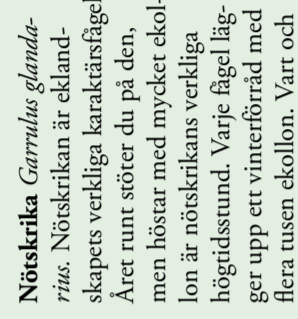 Nötskrika Garrulus glanda-
rius. Nötskrikan är ekland-
skapets verkliga karaktärsfågel.
Året runt stöter du på den,
men höstar med mycket ekol-
lon är nötskrikans verkliga
högtidsstund. Varje fågel läg-
ger upp ett vinterförråd med
flera tusen ekollon. Vart och